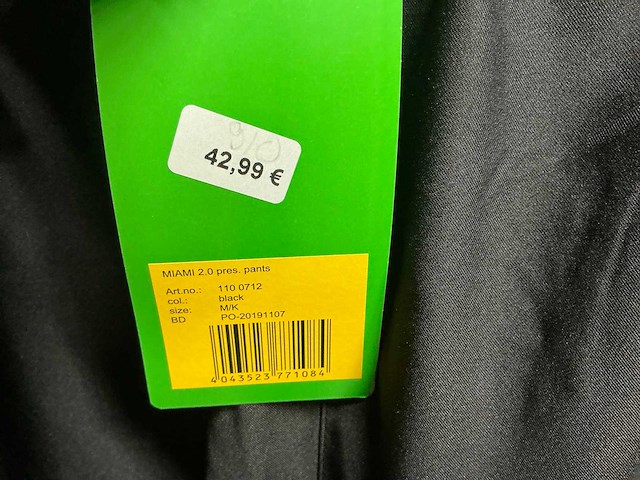 42,99 €
MIAMI 2.0 pres. pants
Art.no.: 110 0712
col.: black
size: M/K
BD PO-20191107
4 043523 771084